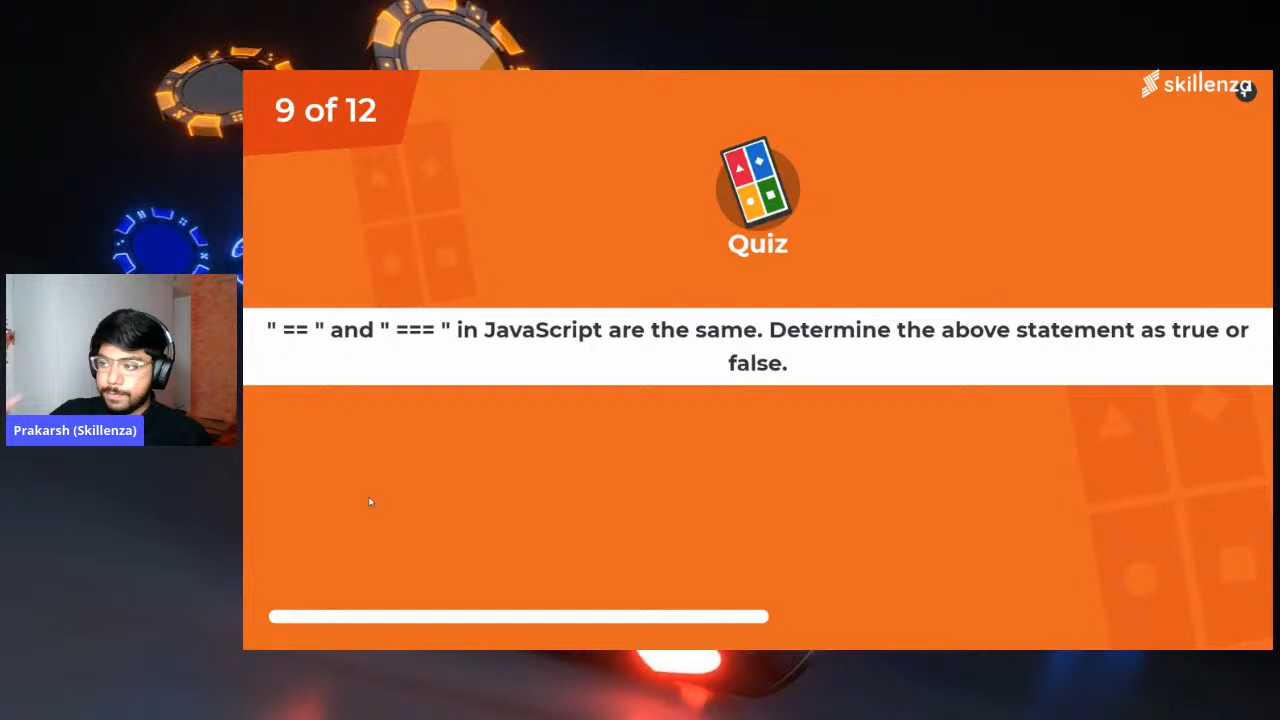 9 of 12
skillenza
Quiz
" == " and " === " in JavaScript are the same. Determine the above statement as true or
false.
Prakarsh (Skillenza)